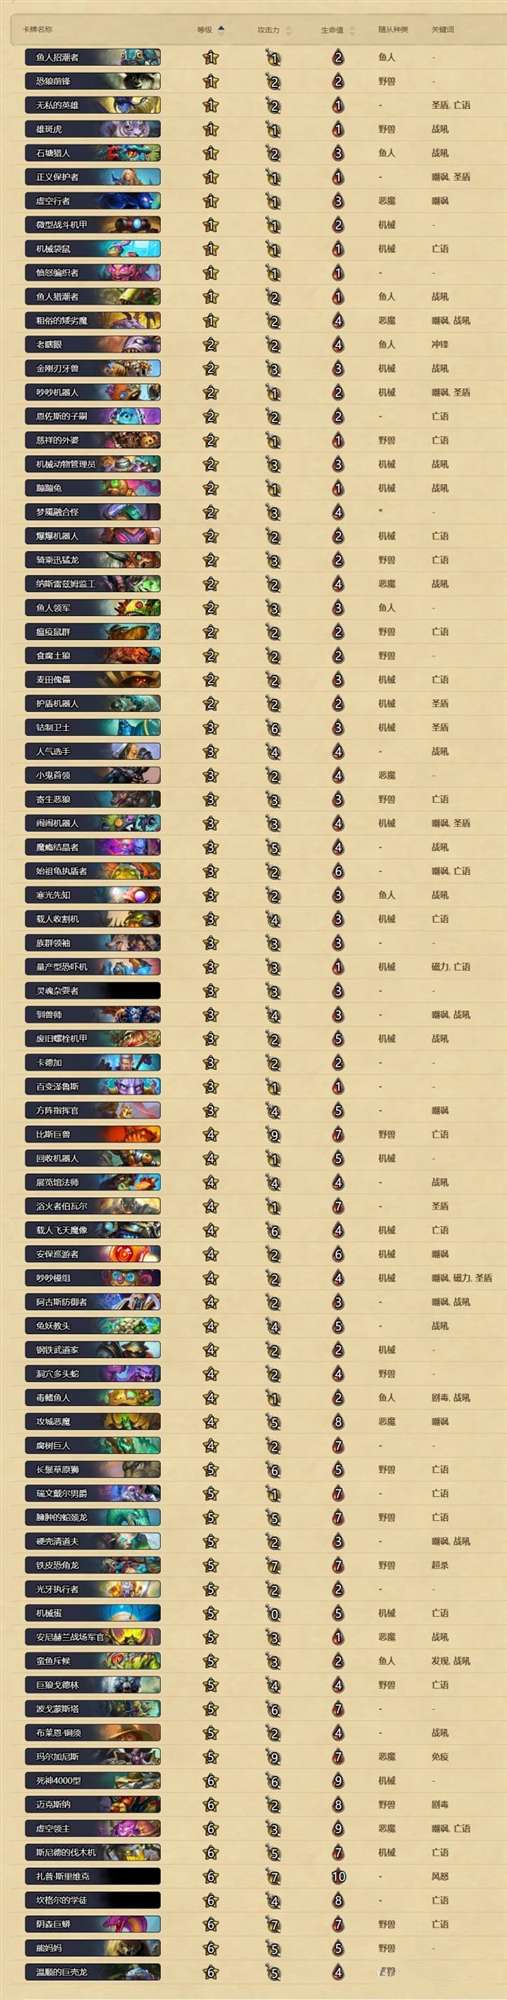 卡牌名称 等级 攻击力 生命值 随从种类 关键词
鱼人招潮者 1 1 2 鱼人 -
恐狼前锋 1 2 2 野兽 -
无私的英雄 1 2 1 - 圣盾, 亡语
雄斑虎 1 1 1 野兽 战吼
石塘猎人 1 2 3 鱼人 战吼
正义保护者 1 1 1 - 嘲讽, 圣盾
虚空行者 1 1 3 恶魔 嘲讽
微型战斗机甲 1 1 2 机械 -
机械袋鼠 1 1 1 机械 亡语
愤怒编织者 1 1 1 - -
鱼人猎潮者 1 2 1 鱼人 战吼
粗俗的矮劣魔 1 2 4 恶魔 嘲讽, 战吼
老瞎眼 2 2 4 鱼人 冲锋
金刚刃牙兽 2 3 3 机械 战吼
吵吵机器人 2 1 2 机械 嘲讽, 圣盾
恩佐斯的子嗣 2 2 2 - 亡语
慈祥的外婆 2 1 1 野兽 亡语
机械动物管理员 2 3 3 机械 战吼
蹦蹦兔 2 1 1 机械 战吼
梦魇融合怪 2 3 4 * -
爆爆机器人 2 2 2 机械 亡语
骑乘迅猛龙 2 3 2 野兽 亡语
纳斯雷兹姆监工 2 2 4 恶魔 战吼
鱼人领军 2 3 3 鱼人 -
瘟疫鼠群 2 2 2 野兽 亡语
食腐土狼 2 2 2 野兽 -
麦田傀儡 2 2 3 机械 亡语
护盾机器人 2 2 2 机械 圣盾
钴制卫士 3 6 3 机械 圣盾
人气选手 3 4 4 - 战吼
小鬼首领 3 2 4 恶魔 -
寄生恶狼 3 3 3 野兽 亡语
闹闹机器人 3 3 4 机械 嘲讽, 圣盾
魔瘾结晶者 3 5 4 - 战吼
始祖龟执盾者 3 2 6 - 嘲讽, 亡语
寒光先知 3 2 3 鱼人 战吼
载人收割机 3 4 3 机械 亡语
族群领袖 3 3 3 - -
量产型恐吓机 3 3 1 机械 磁力, 亡语
灵魂杂耍者 3 3 3 - -
驯兽师 3 4 3 - 嘲讽, 战吼
废旧螺栓机甲 3 2 5 机械 战吼
卡德加 3 2 2 - -
百变泽鲁斯 3 1 1 - -
方阵指挥官 3 4 5 - 嘲讽
比斯巨兽 4 9 7 野兽 亡语
回收机器人 4 1 5 机械 -
展览馆法师 4 4 4 - 战吼
浴火者伯瓦尔 4 1 7 - 圣盾
载人飞天魔像 4 6 4 机械 亡语
安保巡游者 4 2 6 机械 嘲讽
吵吵模组 4 2 4 机械 嘲讽, 磁力, 圣盾
阿古斯防御者 4 2 3 - 嘲讽, 战吼
兔妖教头 4 4 5 - 战吼
钢铁武道家 4 2 2 机械 -
洞穴多头蛇 4 2 4 野兽 -
毒鳍鱼人 4 1 2 鱼人 剧毒, 战吼
攻城恶魔 4 5 8 恶魔 嘲讽
腐树巨人 4 2 7 - -
长鬃草原狮 5 6 5 野兽 亡语
瑞文戴尔男爵 5 1 7 - 亡语
臃肿的蛇颈龙 5 5 7 野兽 亡语
硬壳清道夫 5 2 3 - 嘲讽, 战吼
铁皮恐角龙 5 7 7 野兽 超杀
光牙执行者 5 2 2 - -
机械蛋 5 0 5 机械 亡语
安尼赫兰战场军官 5 3 1 恶魔 战吼
蛮鱼斥候 5 3 2 鱼人 发现, 战吼
巨狼戈德林 5 4 4 野兽 亡语
波戈蒙斯塔 5 6 7 - -
布莱恩·铜须 5 2 4 - 战吼
玛尔加尼斯 5 9 7 恶魔 免疫
死神4000型 6 6 9 机械 -
迈克斯纳 6 2 8 野兽 剧毒
虚空领主 6 3 9 恶魔 嘲讽, 亡语
斯尼德的伐木机 6 5 7 机械 亡语
扎普·斯里维克 6 7 10 - 风怒
坎格尔的学徒 6 4 8 - 亡语
阴森巨蟒 6 7 7 野兽 亡语
熊妈妈 6 5 5 野兽 -
温顺的巨壳龙 6 5 4